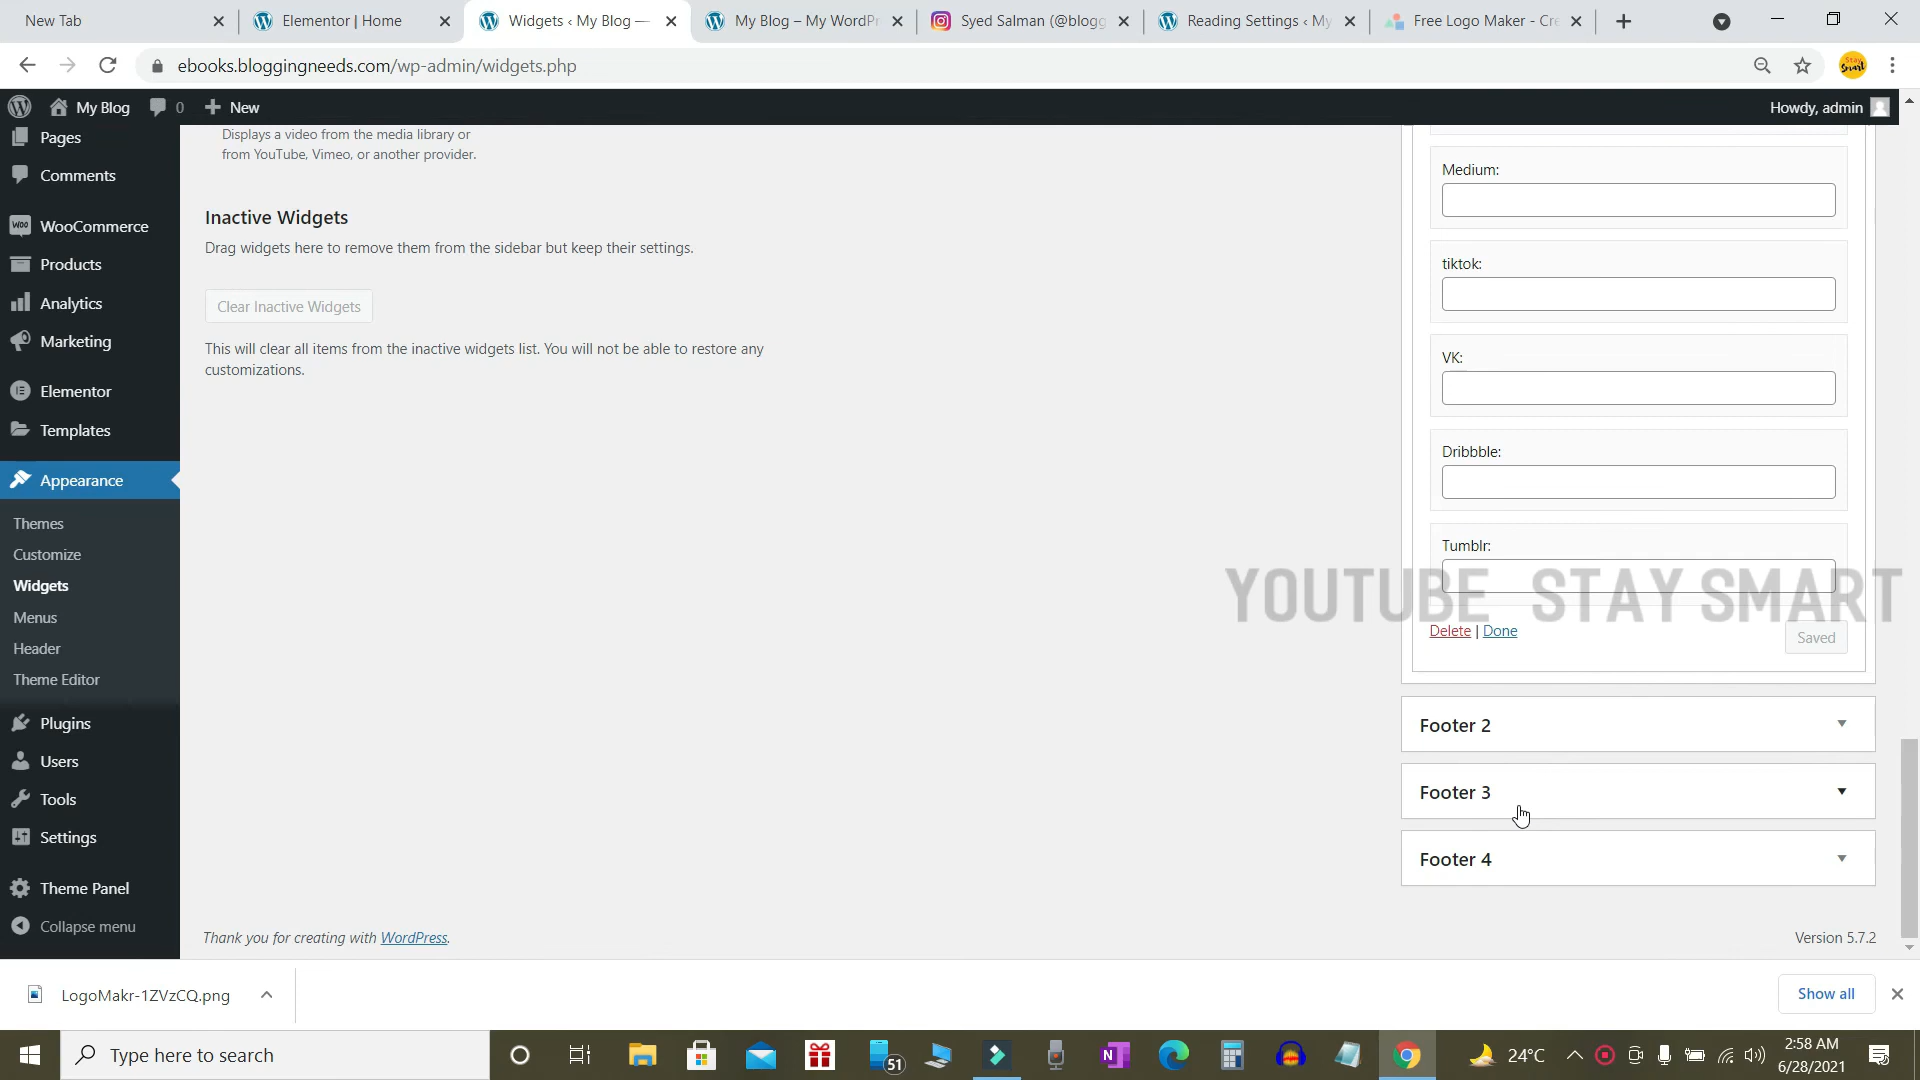 New Tab
Elementor | Home
Widgets ‹ My Blog —
My Blog – My WordPr
Syed Salman (@blogg
Reading Settings ‹ My
Free Logo Maker - Cre
ebooks.bloggingneeds.com/wp-admin/widgets.php
My Blog
0
New
Howdy, admin
Pages
Comments
WooCommerce
Products
Analytics
Marketing
Elementor
Templates
Appearance
Themes
Customize
Widgets
Menus
Header
Theme Editor
Plugins
Users
Tools
Settings
Theme Panel
Collapse menu
Displays a video from the media library or
from YouTube, Vimeo, or another provider.
Inactive Widgets
Drag widgets here to remove them from the sidebar but keep their settings.
Clear Inactive Widgets
This will clear all items from the inactive widgets list. You will not be able to restore any
customizations.
Medium:
tiktok:
VK:
Dribbble:
Tumblr:
YOUTUBE STAY SMART
Delete | Done
Saved
Footer 2
Footer 3
Footer 4
Thank you for creating with WordPress.
Version 5.7.2
LogoMakr-1ZVzCQ.png
Show all
Type here to search
51
24°C
2:58 AM
6/28/2021